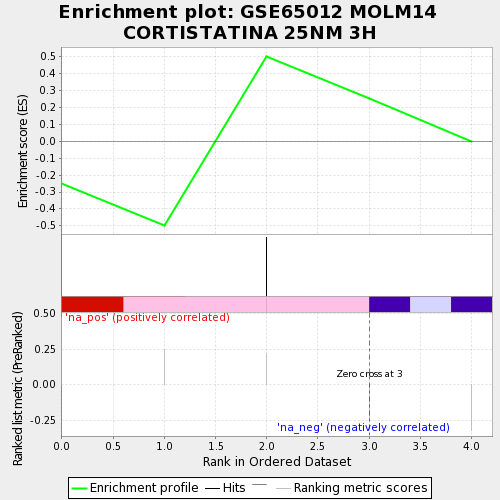 Enrichment plot: GSE65012 MOLM14
CORTISTATINA 25NM 3H
Enrichment score (ES)
0.5
0.4
0.3
0.2
0.1
0.0
-0.1
-0.2
-0.3
-0.4
-0.5
'na_pos' (positively correlated)
Zero cross at 3
'na_neg' (negatively correlated)
Ranked list metric (PreRanked)
0.50
0.25
0.00
-0.25
0.0 0.5 1.0 1.5 2.0 2.5 3.0 3.5 4.0
Rank in Ordered Dataset
Enrichment profile Hits Ranking metric scores